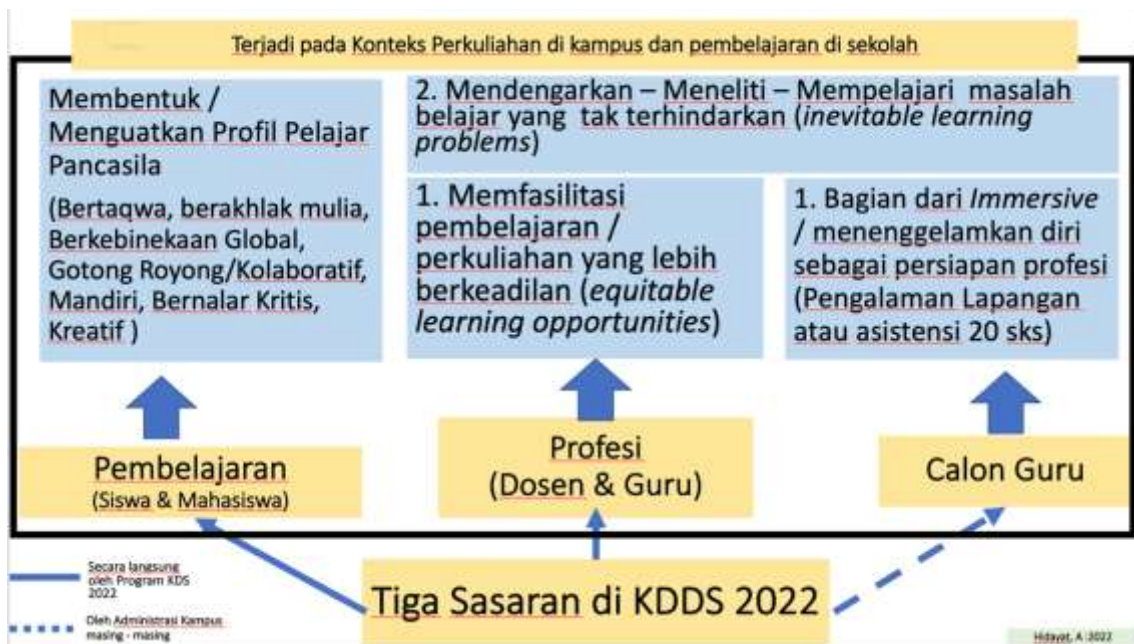 Terjadi pada Konteks Perkuliahan di kampus dan pembelajaran di sekolah
Membentuk /
Menguatkan Profil Pelajar
Pancasila
(Bertaqwa, berakhlak mulia,
Berkebinekaan Global,
Gotong Royong/Kolaboratif,
Mandiri, Bernalar Kritis,
Kreatif )
2. Mendengarkan – Meneliti – Mempelajari masalah
belajar yang tak terhindarkan (inevitable learning
problems)
1. Memfasilitasi
pembelajaran /
perkuliahan yang lebih
berkeadilan (equitable
learning opportunities)
1. Bagian dari Immersive
/ menenggelamkan diri
sebagai persiapan profesi
(Pengalaman Lapangan
atau asistensi 20 sks)
Pembelajaran
(Siswa & Mahasiswa)
Profesi
(Dosen & Guru)
Calon Guru
Secara langsung
oleh Program KDS
2022
Oleh Administrasi Kampus
masing - masing
Tiga Sasaran di KDDS 2022
Hidayat, A :2022